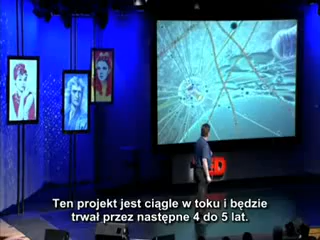 Ten projekt jest ciągle w toku i będzie
trwał przez następne 4 do 5 lat.